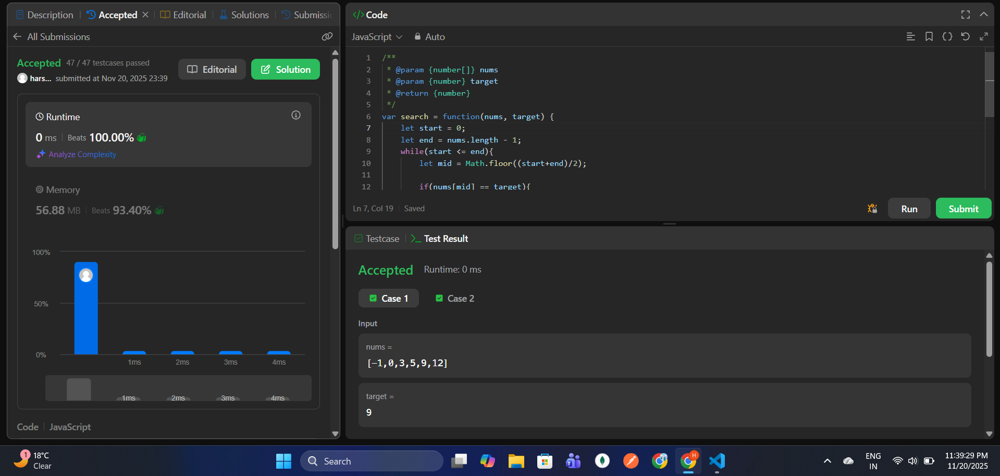 Description
Accepted
Editorial
Solutions
Submissi
All Submissions
Accepted 47 / 47 testcases passed
hars... submitted at Nov 20, 2025 23:39
Editorial
Solution
Runtime
0 ms Beats 100.00%
Analyze Complexity
Memory
56.88 MB Beats 93.40%
100%
50%
0%
1ms 2ms 3ms 4ms
1ms 2ms 3ms 4ms
Code JavaScript
</> Code
JavaScript Auto
1 /**
2 * @param {number[]} nums
3 * @param {number} target
4 * @return {number}
5 */
6 var search = function(nums, target) {
7 let start = 0;
8 let end = nums.length - 1;
9 while(start <= end){
10 let mid = Math.floor((start+end)/2);
11
12 if(nums[mid] == target){
Ln 7, Col 19 Saved
Run
Submit
Testcase
Test Result
Accepted Runtime: 0 ms
Case 1 Case 2
Input
nums =
[-1,0,3,5,9,12]
target =
9
1
18°C
Clear
Search
H
ENG
IN
11:39:29 PM
11/20/2025